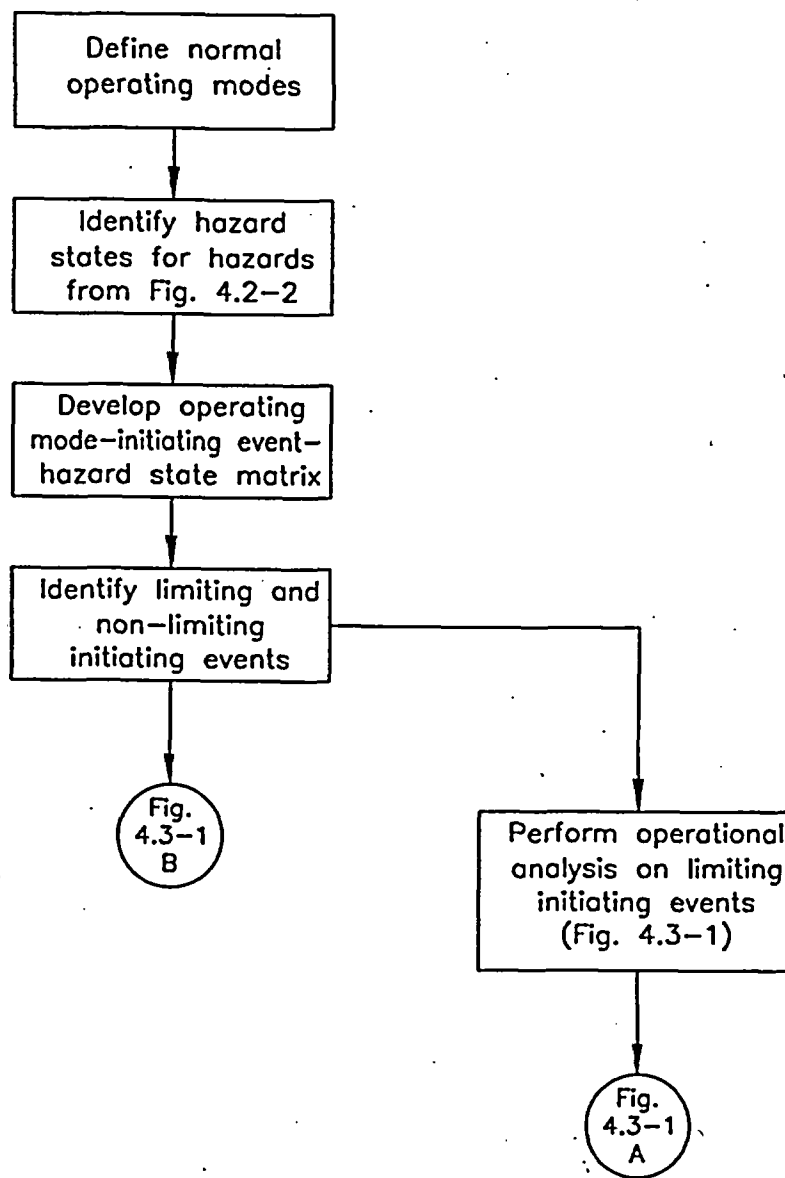 Define normal
operating modes
Identify hazard
states for hazards
from Fig. 4.2-2
Develop operating
mode-initiating event-
hazard state matrix
Identify limiting and
non-limiting
initiating events
Fig.
4.3-1
B
Perform operational
analysis on limiting
initiating events
(Fig. 4.3-1)
Fig.
4.3-1
A